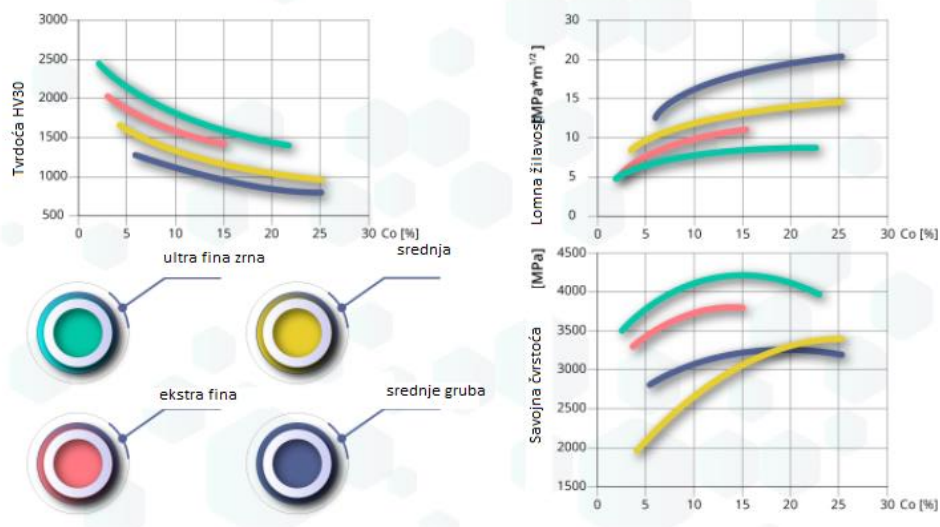 Tvrdoća HV30
3000
2500
2000
1500
1000
500
0 5 10 15 20 25 30 Co [%]
Lomna žilavost [MPa*m^1/2]
30
20
15
10
5
0
0 5 10 15 20 25 30 Co [%]
ultra fina zrna
srednja
ekstra fina
srednje gruba
Savojna čvrstoća [MPa]
4500
4000
3500
3000
2500
2000
1500
0 5 10 15 20 25 30 Co [%]